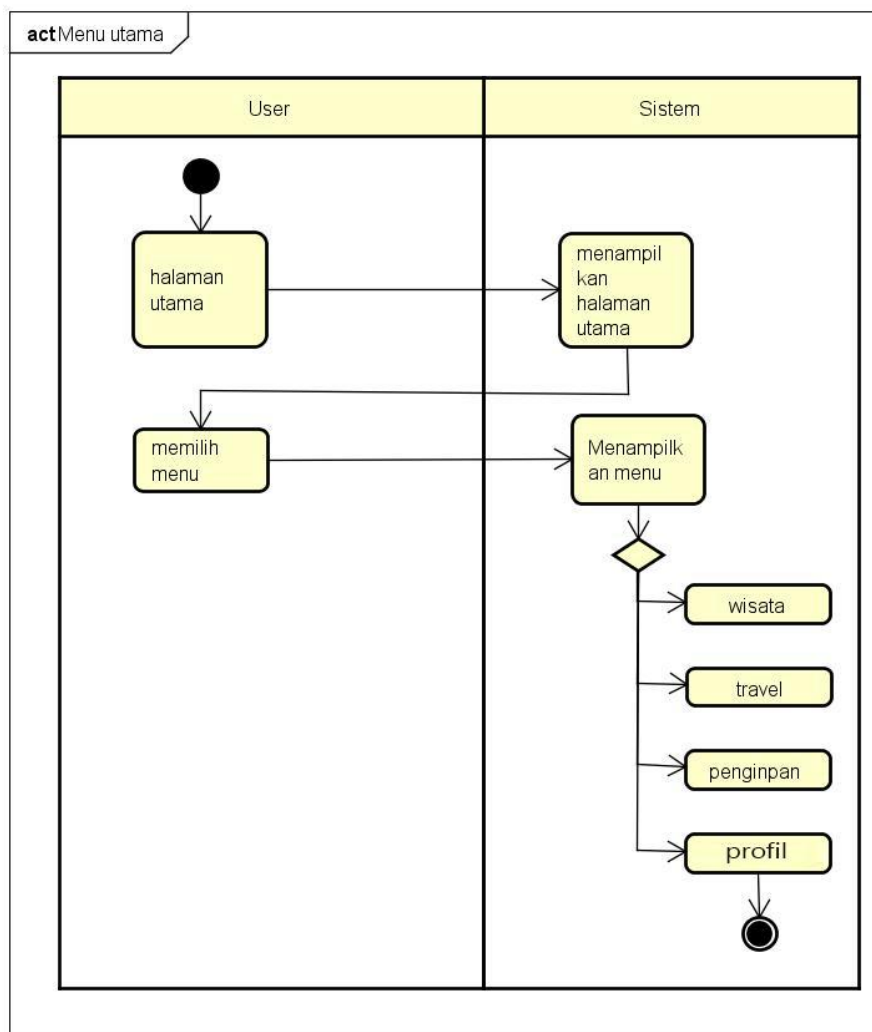 act Menu utama
User
Sistem
halaman
utama
menampil
kan
halaman
utama
memilih
menu
Menampilk
an menu
wisata
travel
penginpan
profil